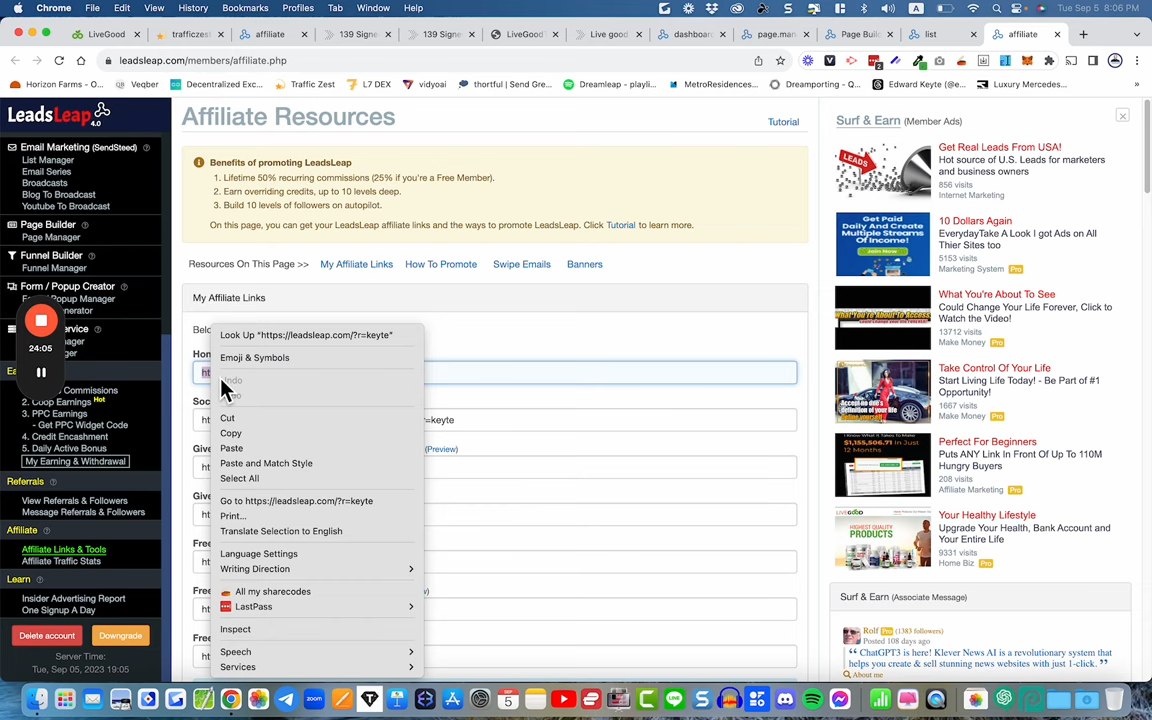 Chrome File Edit View History Bookmarks Profiles Tab Window Help
A Tue Sep 5 8:06 PM
LiveGood
trafficzest
affiliate
139 Signe
139 Signe
LiveGood
Live good.
dashboar
page.man
Page Buil
list
affiliate
leadsleap.com/members/affiliate.php
Horizon Farms - O...
Veqber
Decentralized Exc...
Traffic Zest
L7 DEX
vidyoai
thortful | Send Gre...
Dreamleap - playli...
MetroResidences...
Dreamporting - Q...
Edward Keyte (@e...
Luxury Mercedes...
»
LeadsLeap 4.0
Email Marketing (SendSteed)
List Manager
Email Series
Broadcasts
Blog To Broadcast
Youtube To Broadcast
Page Builder
Page Manager
Funnel Builder
Funnel Manager
Form / Popup Creator
Popup Manager
24:05
Commissions
2. Coop Earnings Hot
3. PPC Earnings
- Get PPC Widget Code
4. Credit Encashment
5. Daily Active Bonus
My Earning & Withdrawal
Referrals
View Referrals & Followers
Message Referrals & Followers
Affiliate
Affiliate Links & Tools
Affiliate Traffic Stats
Learn
Insider Advertising Report
One Signup A Day
Delete account
Downgrade
Server Time:
Tue, Sep 05, 2023 19:05
Affiliate Resources
Tutorial
Benefits of promoting LeadsLeap
1. Lifetime 50% recurring commissions (25% if you're a Free Member).
2. Earn overriding credits, up to 10 levels deep.
3. Build 10 levels of followers on autopilot.
On this page, you can get your LeadsLeap affiliate links and the ways to promote LeadsLeap. Click Tutorial to learn more.
Resources On This Page >> My Affiliate Links How To Promote Swipe Emails Banners
My Affiliate Links
=keyte
(Preview)
Look Up “https://leadsleap.com/?r=keyte”
Emoji & Symbols
Undo
Cut
Copy
Paste
Paste and Match Style
Select All
Go to https://leadsleap.com/?r=keyte
Print...
Translate Selection to English
Language Settings
Writing Direction
All my sharecodes
LastPass
Inspect
Speech
Services
Surf & Earn (Member Ads)
Get Real Leads From USA!
Hot source of U.S. Leads for marketers
and business owners
856 visits
Internet Marketing
10 Dollars Again
EverydayTake A Look I got Ads on All
Thier Sites too
5153 visits
Marketing System Pro
What You're About To See
Could Change Your Life Forever, Click to
Watch the Video!
13712 visits
Make Money Pro
Take Control Of Your Life
Start Living Life Today! - Be Part of #1
Opportunity!
1667 visits
Make Money Pro
Perfect For Beginners
Puts ANY Link In Front Of Up To 110M
Hungry Buyers
208 visits
Affiliate Marketing Pro
Your Healthy Lifestyle
Upgrade Your Health, Bank Account and
Your Entire Life
9331 visits
Home Biz Pro
Surf & Earn (Associate Message)
Rolf Pro (1383 followers)
Posted 108 days ago
“ ChatGPT3 is here! Klever News AI is a revolutionary system that
helps you create & sell stunning news websites with just 1-click. ”
About me